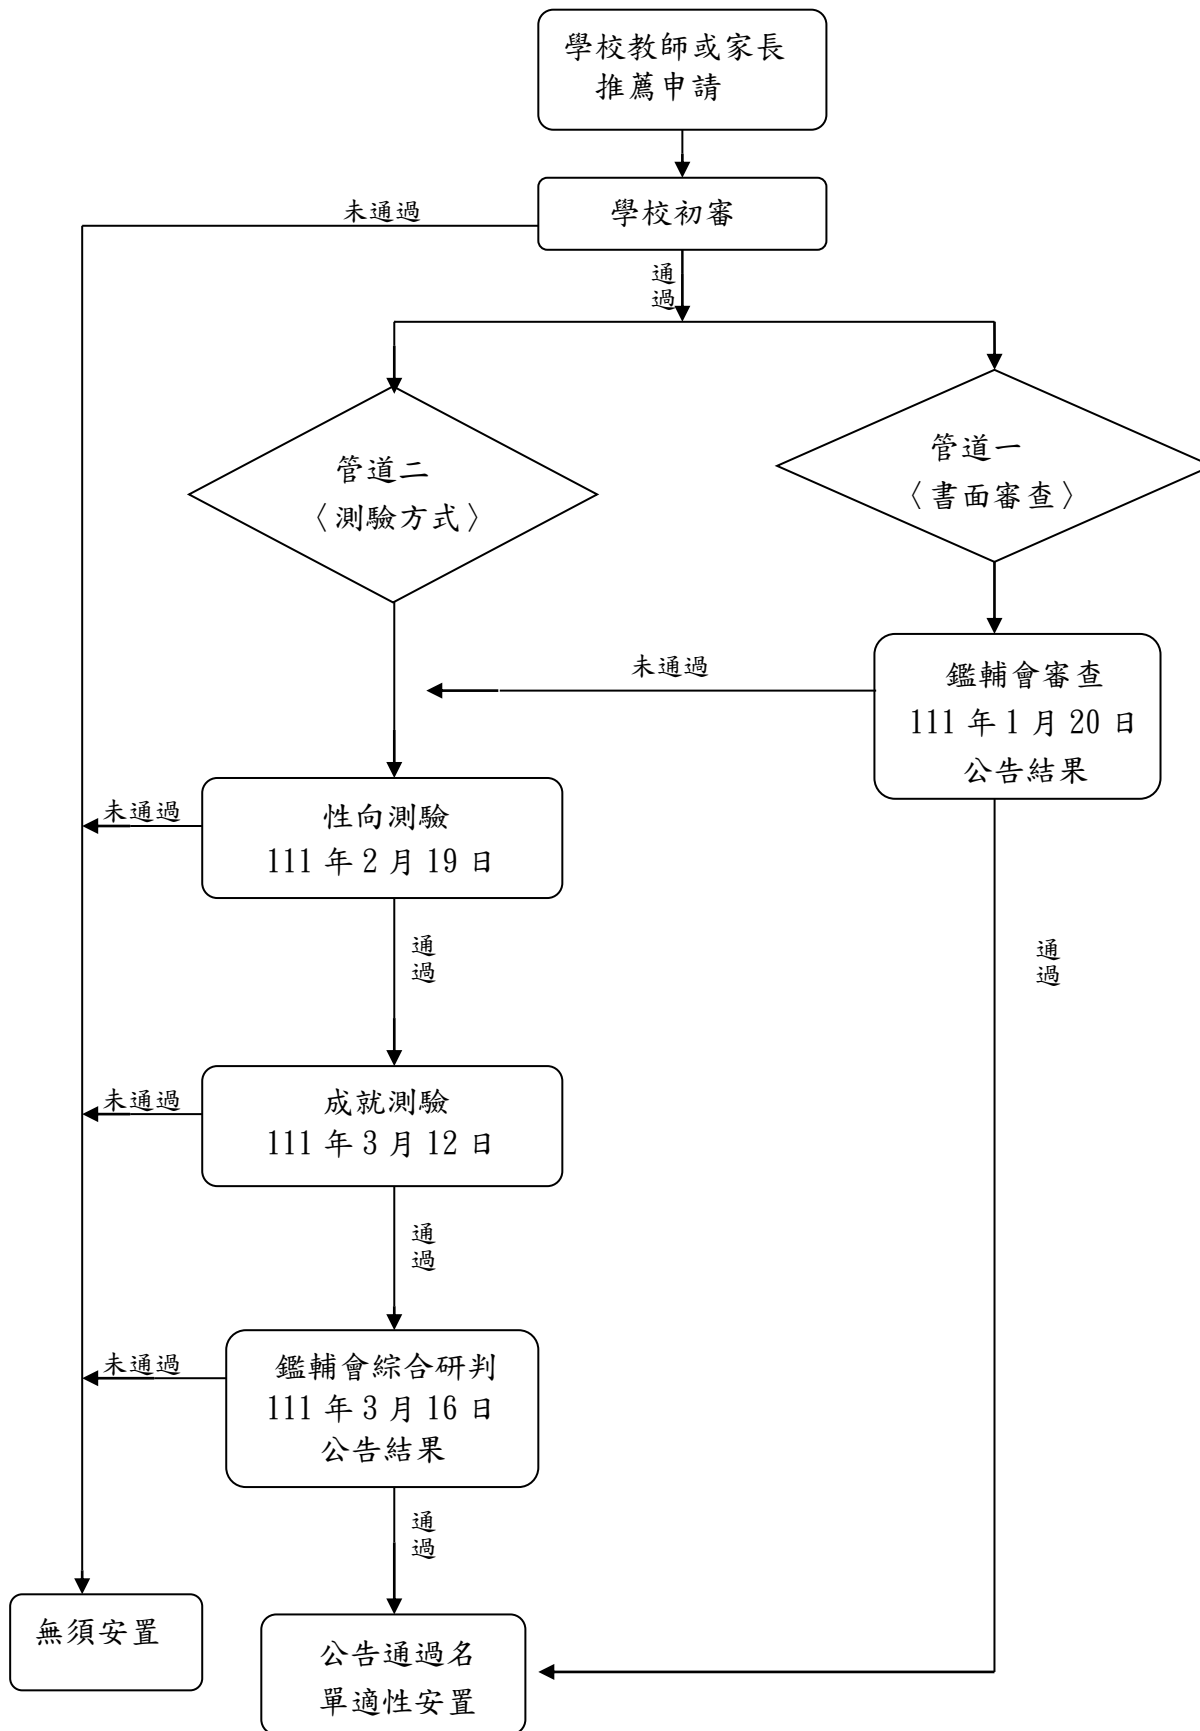 學校教師或家長
推薦申請
學校初審
未通過
通
過
管道二
〈測驗方式〉
管道一
〈書面審查〉
未通過
鑑輔會審查
111 年 1 月 20 日
公告結果
未通過
性向測驗
111 年 2 月 19 日
通
過
通
過
未通過
成就測驗
111 年 3 月 12 日
通
過
未通過
鑑輔會綜合研判
111 年 3 月 16 日
公告結果
通
過
無須安置
公告通過名
單適性安置